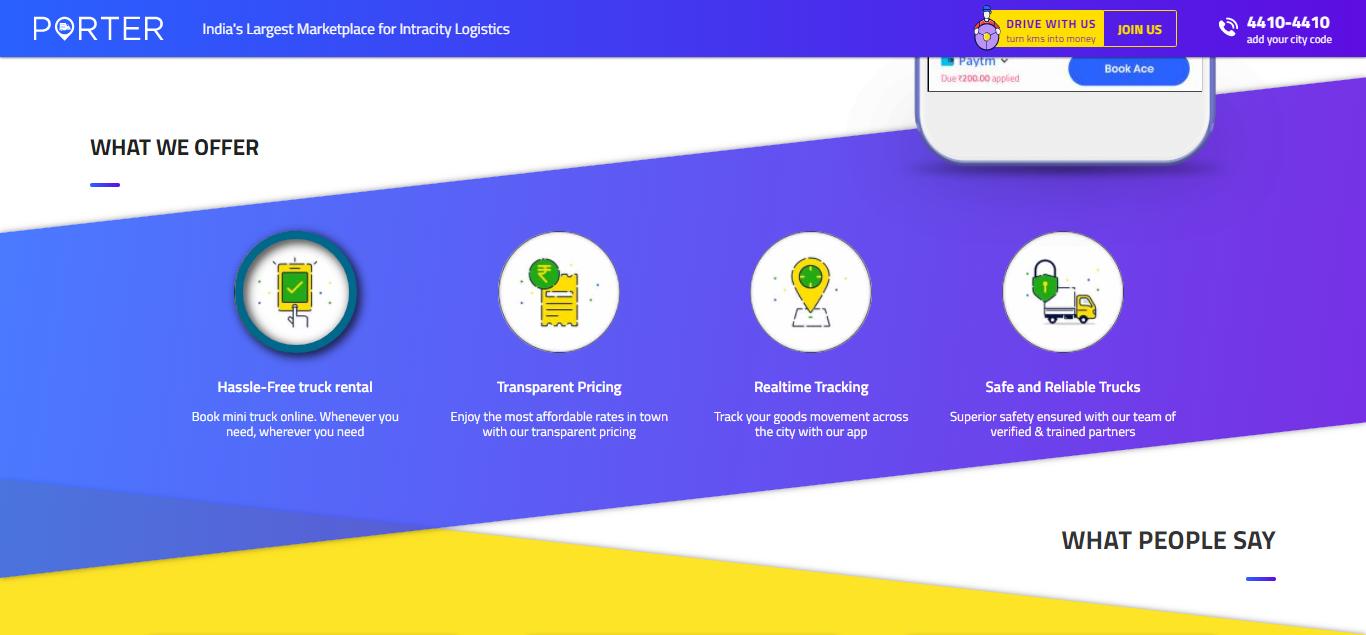 PORTER
India's Largest Marketplace for Intracity Logistics
DRIVE WITH US
turn kms into money
JOIN US
4410-4410
add your city code
Paytm
Due ₹200.00 applied
Book Ace
WHAT WE OFFER
Hassle-Free truck rental
Book mini truck online. Whenever you
need, wherever you need
Transparent Pricing
Enjoy the most affordable rates in town
with our transparent pricing
Realtime Tracking
Track your goods movement across
the city with our app
Safe and Reliable Trucks
Superior safety ensured with our team of
verified & trained partners
WHAT PEOPLE SAY